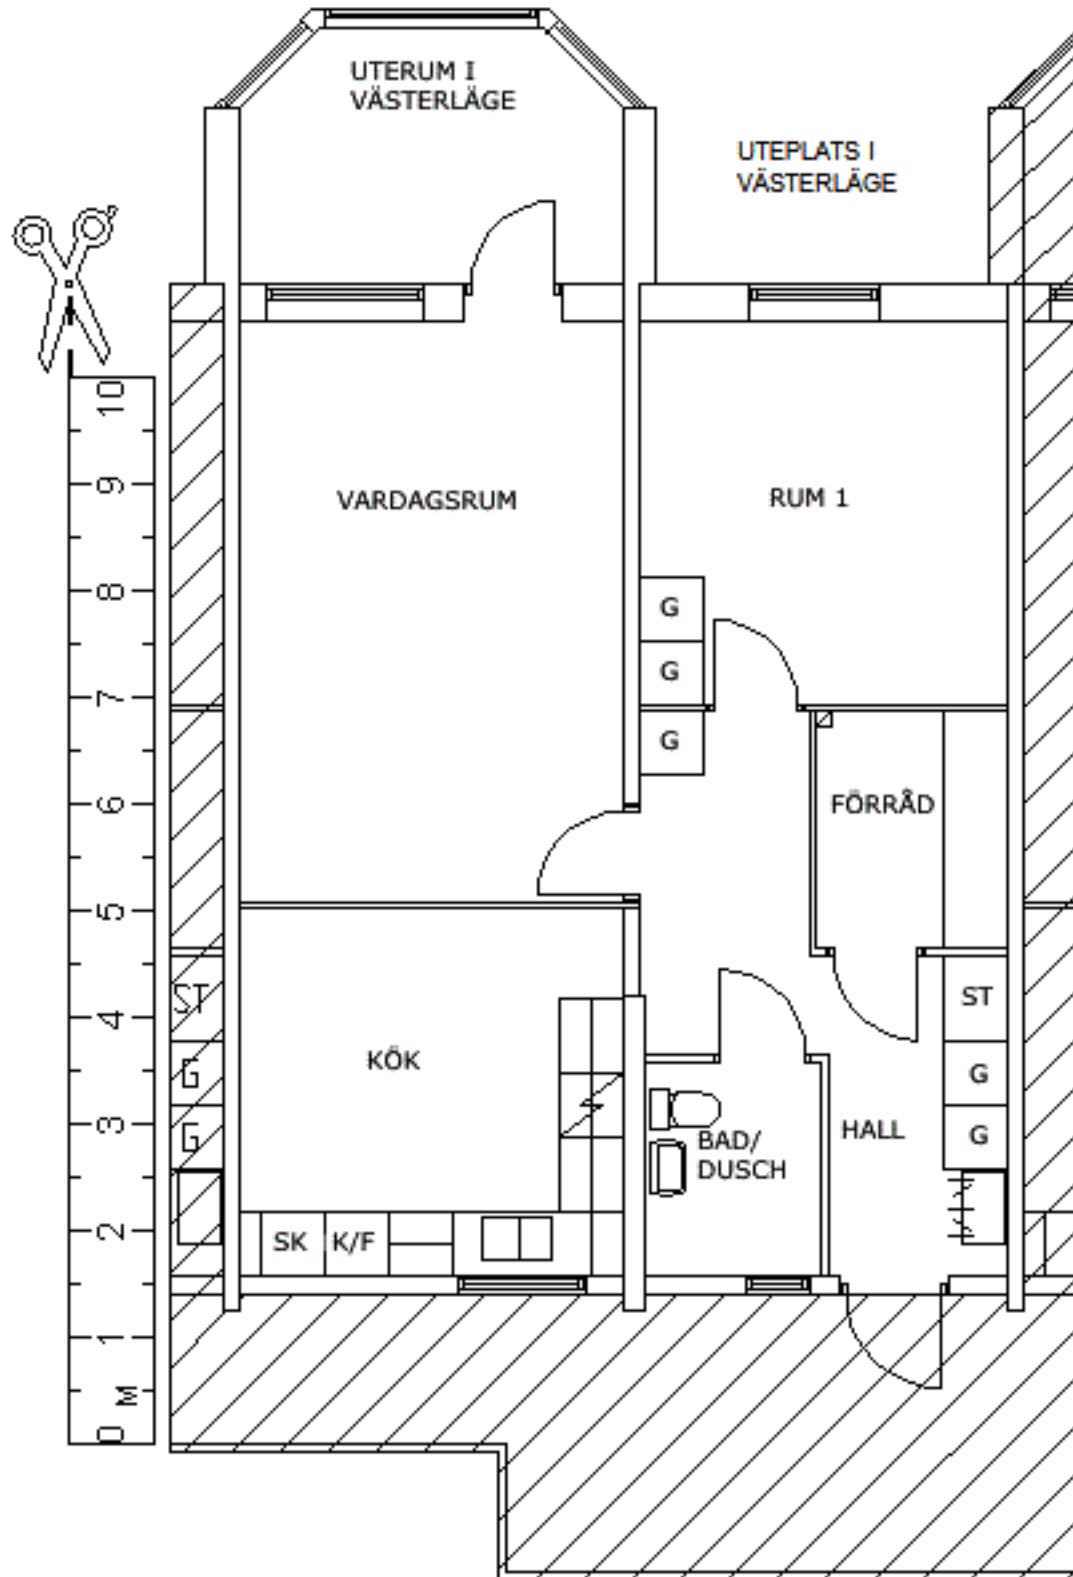 UTERUM I
VÄSTERLÄGE
UTEPLATS I
VÄSTERLÄGE
10
9
8
7
6
5
4
3
2
1
M
0
VARDAGSRUM
RUM 1
G
G
G
FÖRRÅD
ST
G
G
KÖK
ST
G
G
HALL
BAD/
DUSCH
SK
K/F